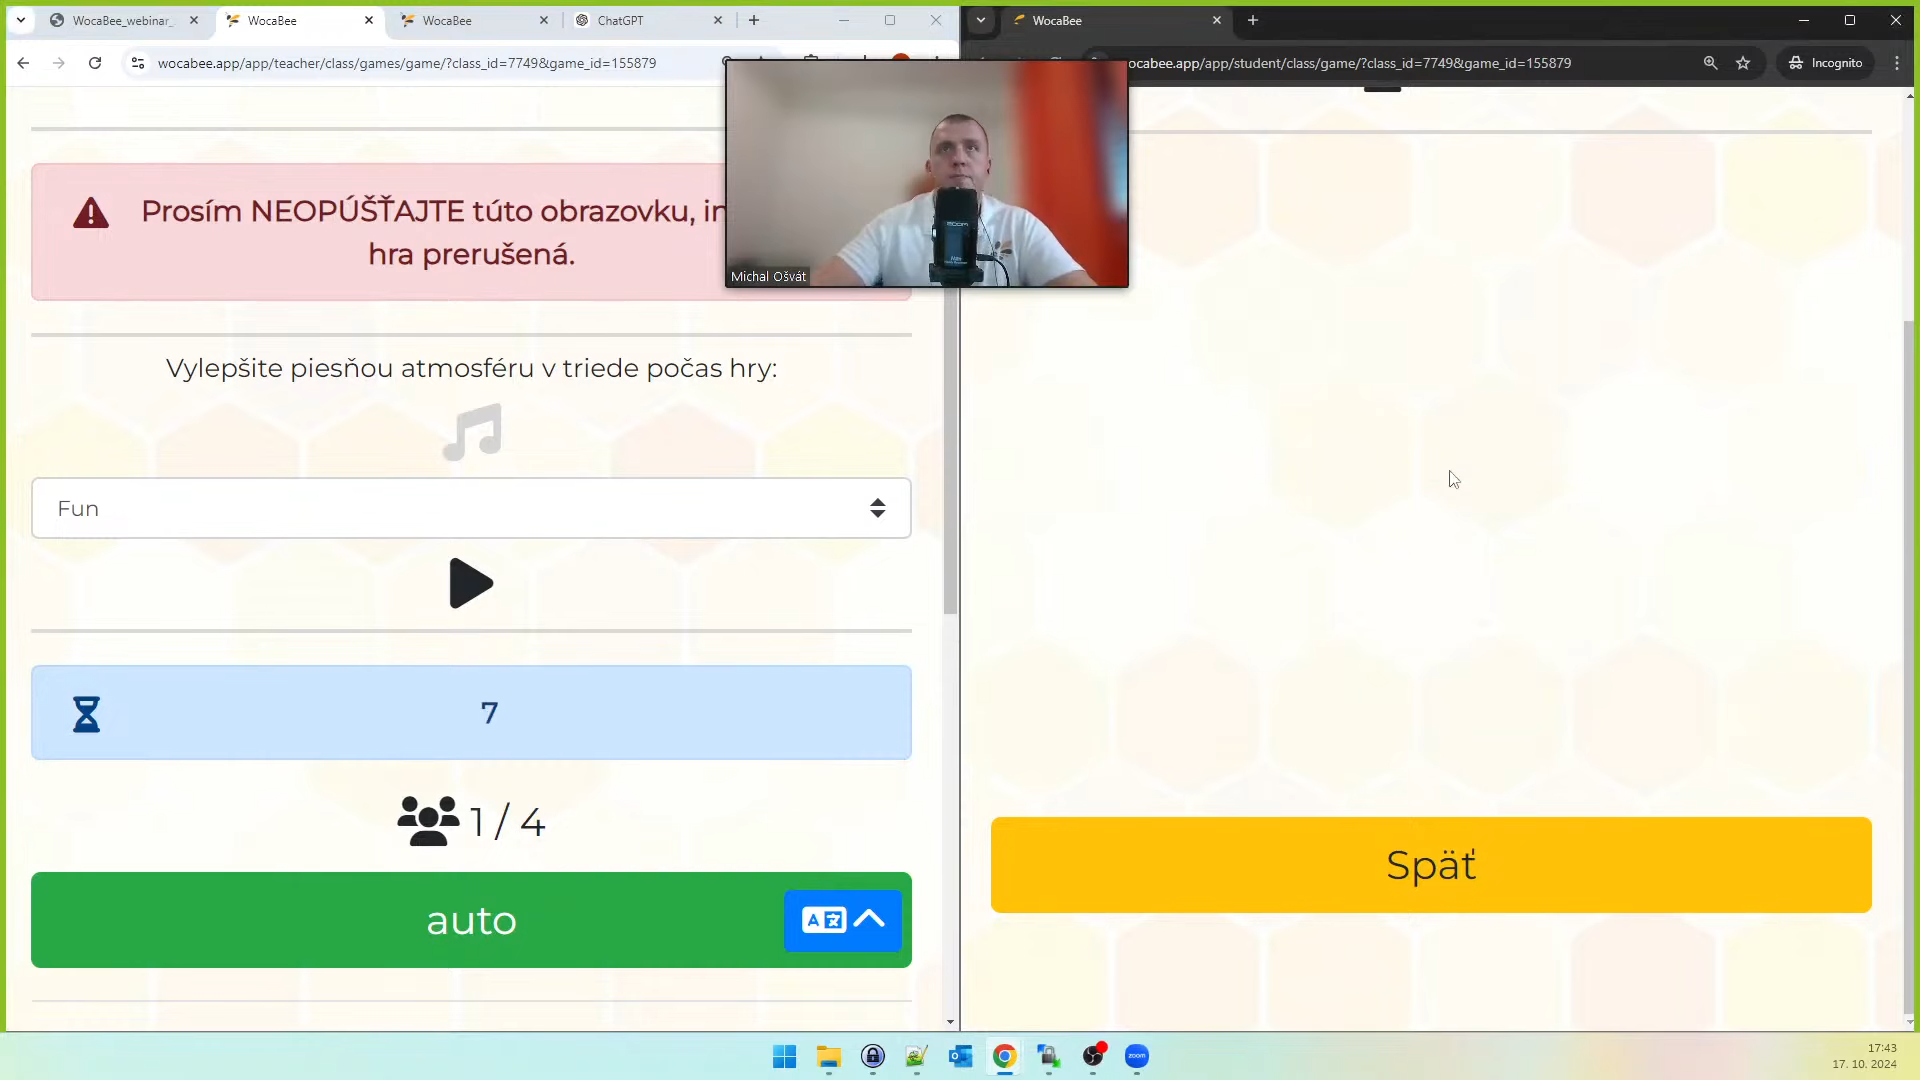 WocaBee_webinar_
WocaBee
WocaBee
ChatGPT
WocaBee
wocabee.app/app/teacher/class/games/game/?class_id=7749&game_id=155879
ocabee.app/app/student/class/game/?class_id=7749&game_id=155879
Incognito
Prosím NEOPÚŠŤAJTE túto obrazovku, in
hra prerušená.
Michal Ošvát
Vylepšite piesňou atmosféru v triede počas hry:
Fun
7
1 / 4
auto
Späť
17:43
17. 10. 2024